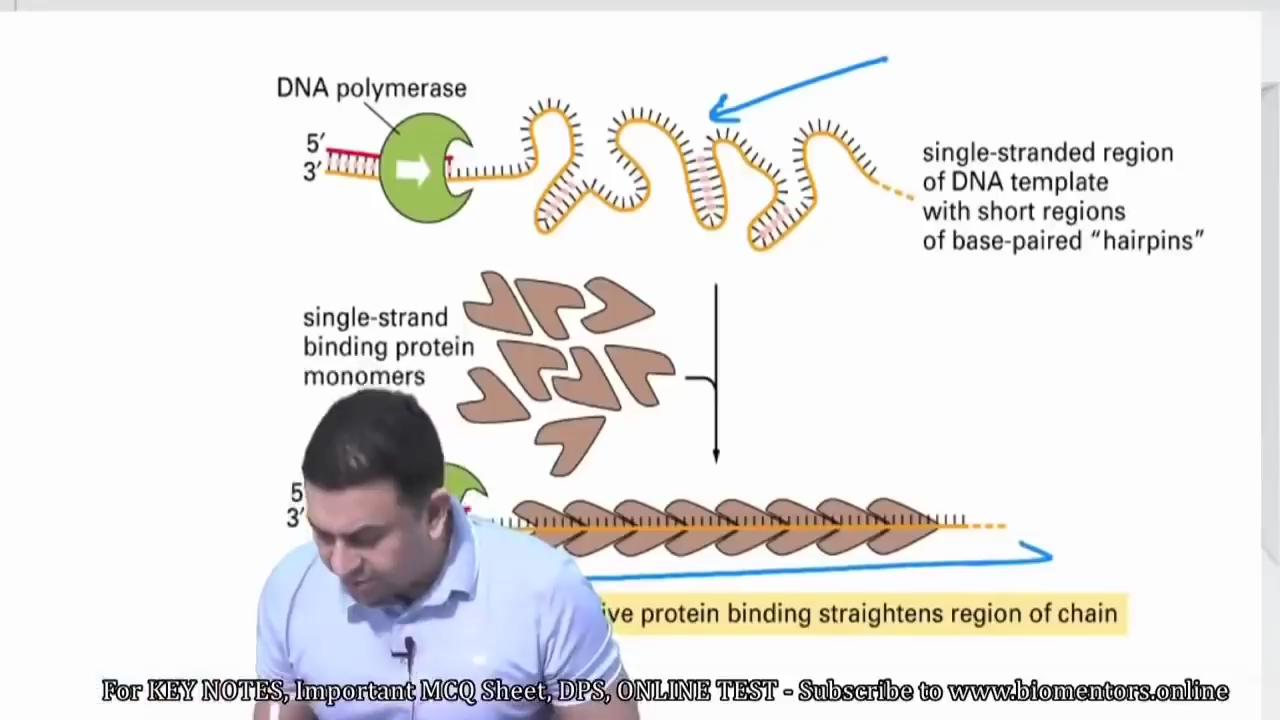 DNA polymerase
5′
3′
single-stranded region
of DNA template
with short regions
of base-paired “hairpins”
single-strand
binding protein
monomers
5
3′
protein binding straightens region of chain
For KEY NOTES, Important MCQ Sheet, DPS, ONLINE TEST - Subscribe to www.biomentors.online